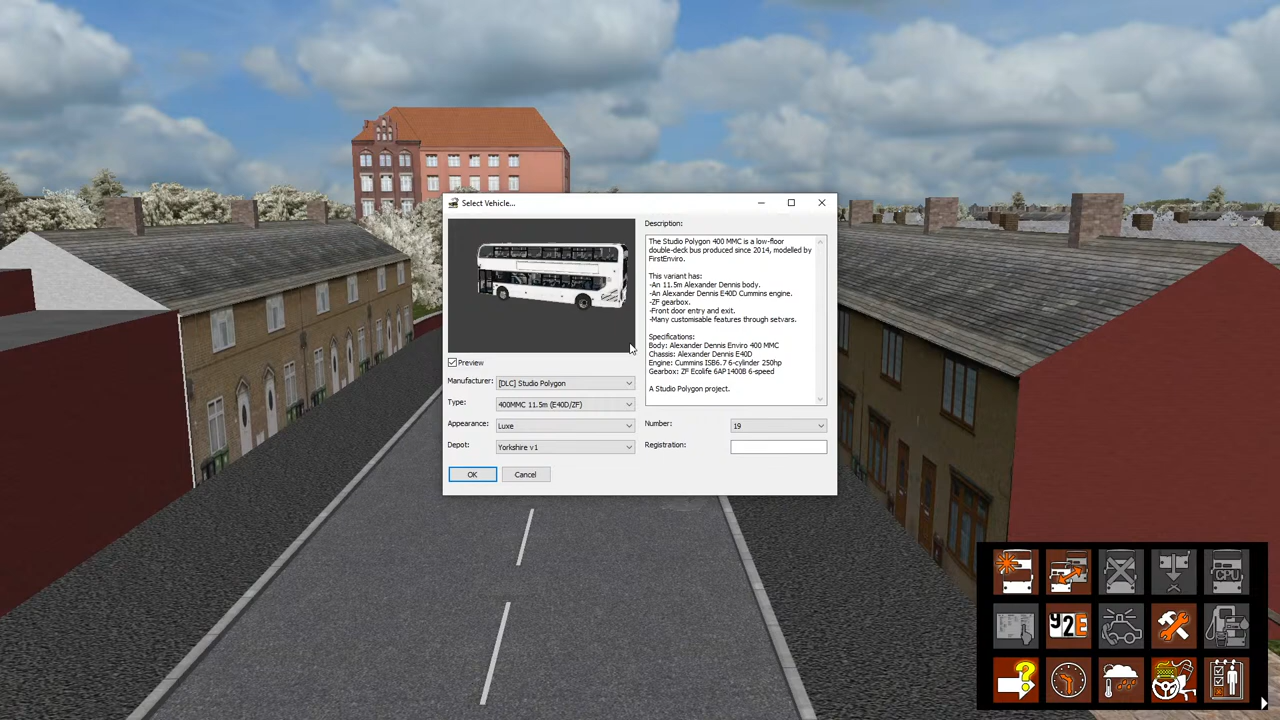 Select Vehicle...
Description:
The Studio Polygon 400 MMC is a low-floor
double-deck bus produced since 2014, modelled by
FirstEnviro.
This variant has:
-An 11.5m Alexander Dennis body.
-An Alexander Dennis E40D Cummins engine.
-ZF gearbox.
-Front door entry and exit.
-Many customisable features through setvars.
Specifications:
Body: Alexander Dennis Enviro 400 MMC
Chassis: Alexander Dennis E40D
Engine: Cummins ISB6.7 6-cylinder 250hp
Gearbox: ZF Ecolife 6AP1400B 6-speed
A Studio Polygon project.
Preview
Manufacturer: [DLC] Studio Polygon
Type: 400MMC 11.5m (E40D/ZF)
Appearance: Luxe
Number: 19
Depot: Yorkshire v1
Registration:
OK Cancel
CPU
92E
?